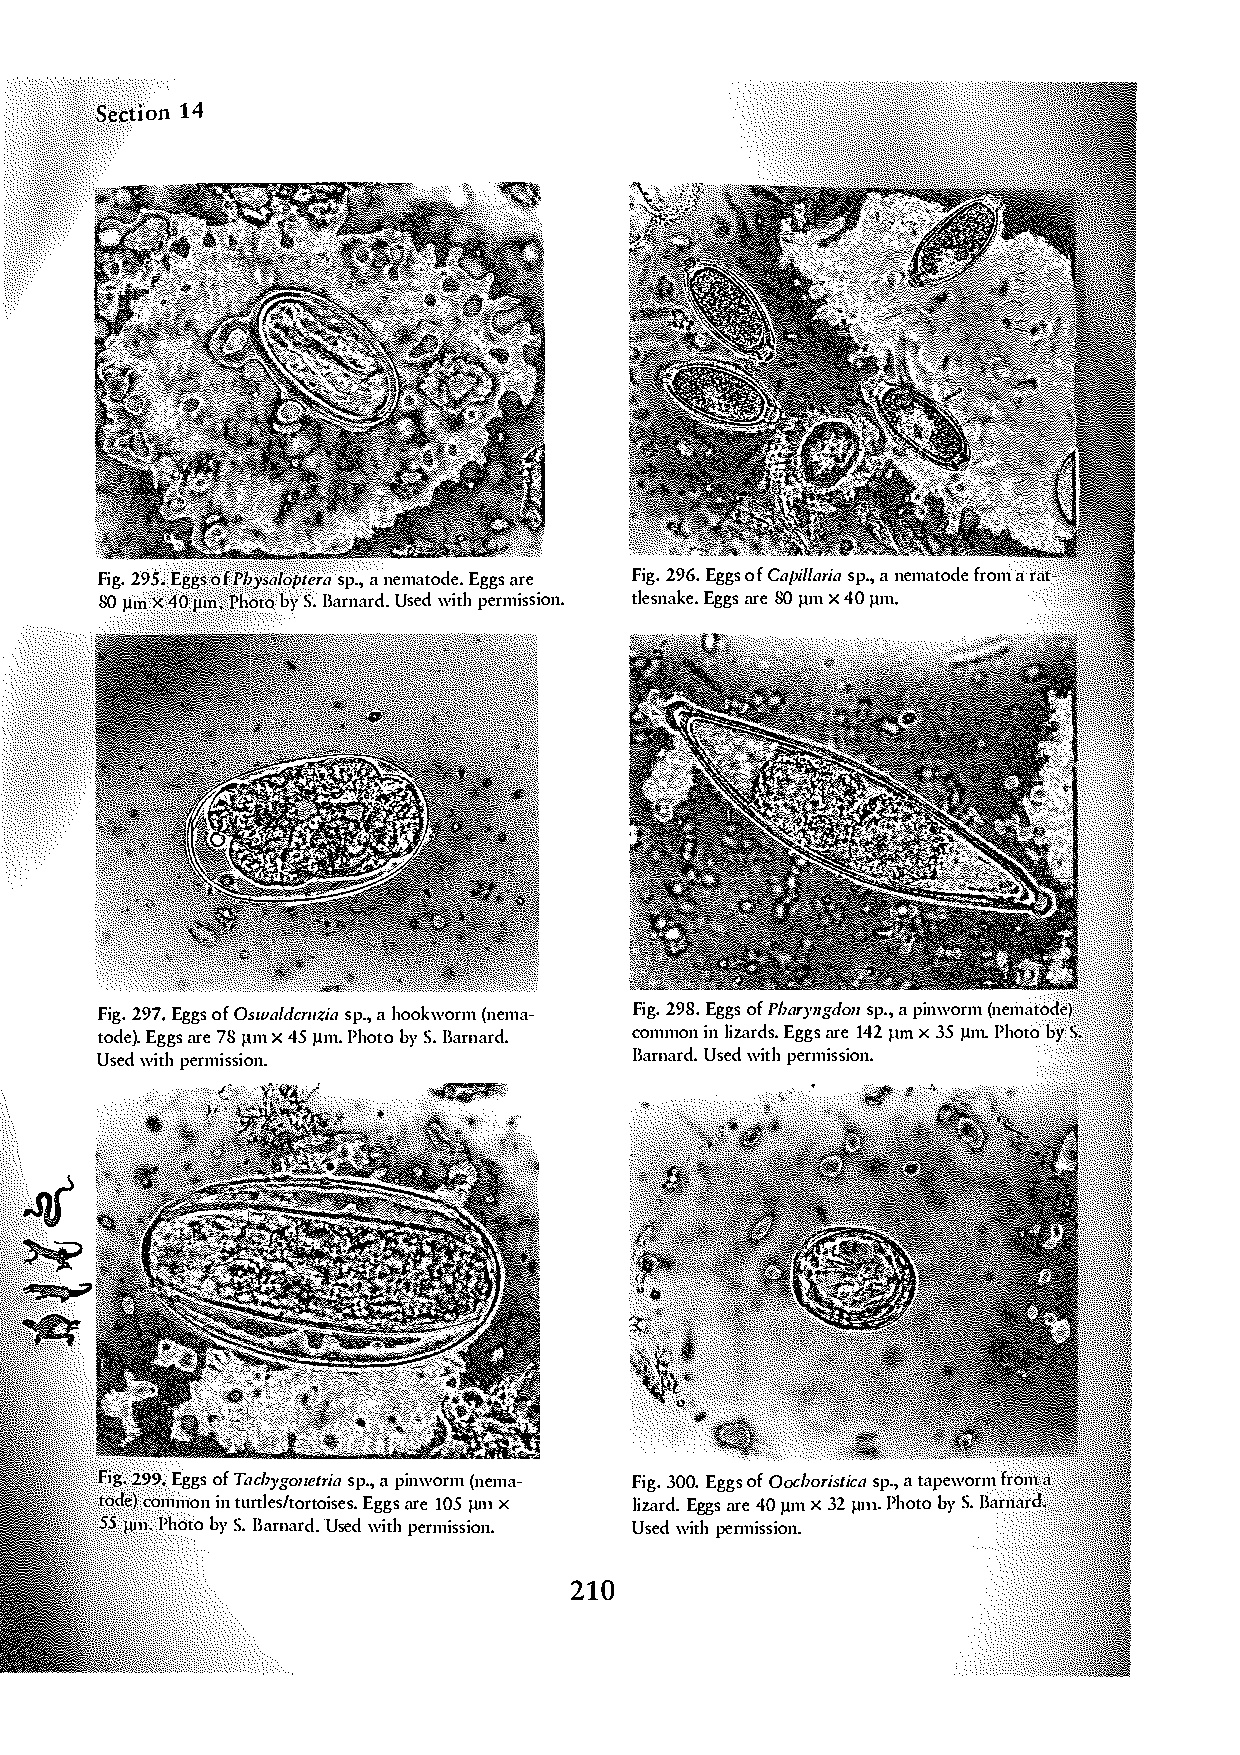 Section 14
Fig. 295. Eggs of Physaloptera sp., a nematode. Eggs are
80 µm × 40 µm. Photo by S. Barnard. Used with permission.
Fig. 296. Eggs of Capillaria sp., a nematode from a rat-
tlesnake. Eggs are 80 µm × 40 µm.
Fig. 297. Eggs of Oswaldcruzia sp., a hookworm (nema-
tode). Eggs are 78 µm × 45 µm. Photo by S. Barnard.
Used with permission.
Fig. 298. Eggs of Pharyngdon sp., a pinworm (nematode)
common in lizards. Eggs are 142 µm × 35 µm. Photo by S.
Barnard. Used with permission.
Fig. 299. Eggs of Tachygonetria sp., a pinworm (nema-
tode) common in turtles/tortoises. Eggs are 105 µm ×
55 µm. Photo by S. Barnard. Used with permission.
Fig. 300. Eggs of Oochoristica sp., a tapeworm from a
lizard. Eggs are 40 µm × 32 µm. Photo by S. Barnard.
Used with permission.
210